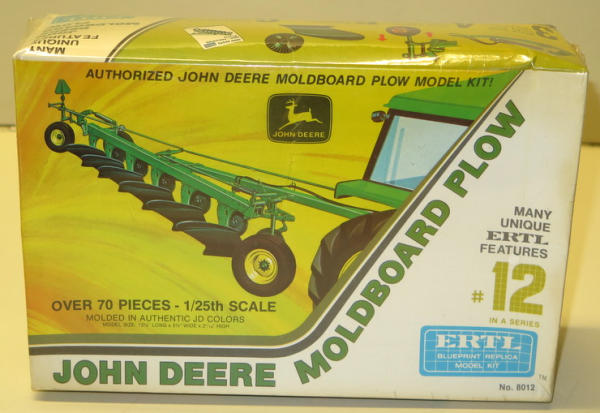 MANY
UNIQUE
AUTHORIZED JOHN DEERE MOLDBOARD PLOW MODEL KIT!
JOHN DEERE
MANY
UNIQUE
ERTL
FEATURES
#12
IN A SERIES
OVER 70 PIECES - 1/25th SCALE
MOLDED IN AUTHENTIC JD COLORS
JOHN DEERE MOLDBOARD PLOW
ERTL
BLUEPRINT REPLICA
MODEL KIT
TM
No. 8012